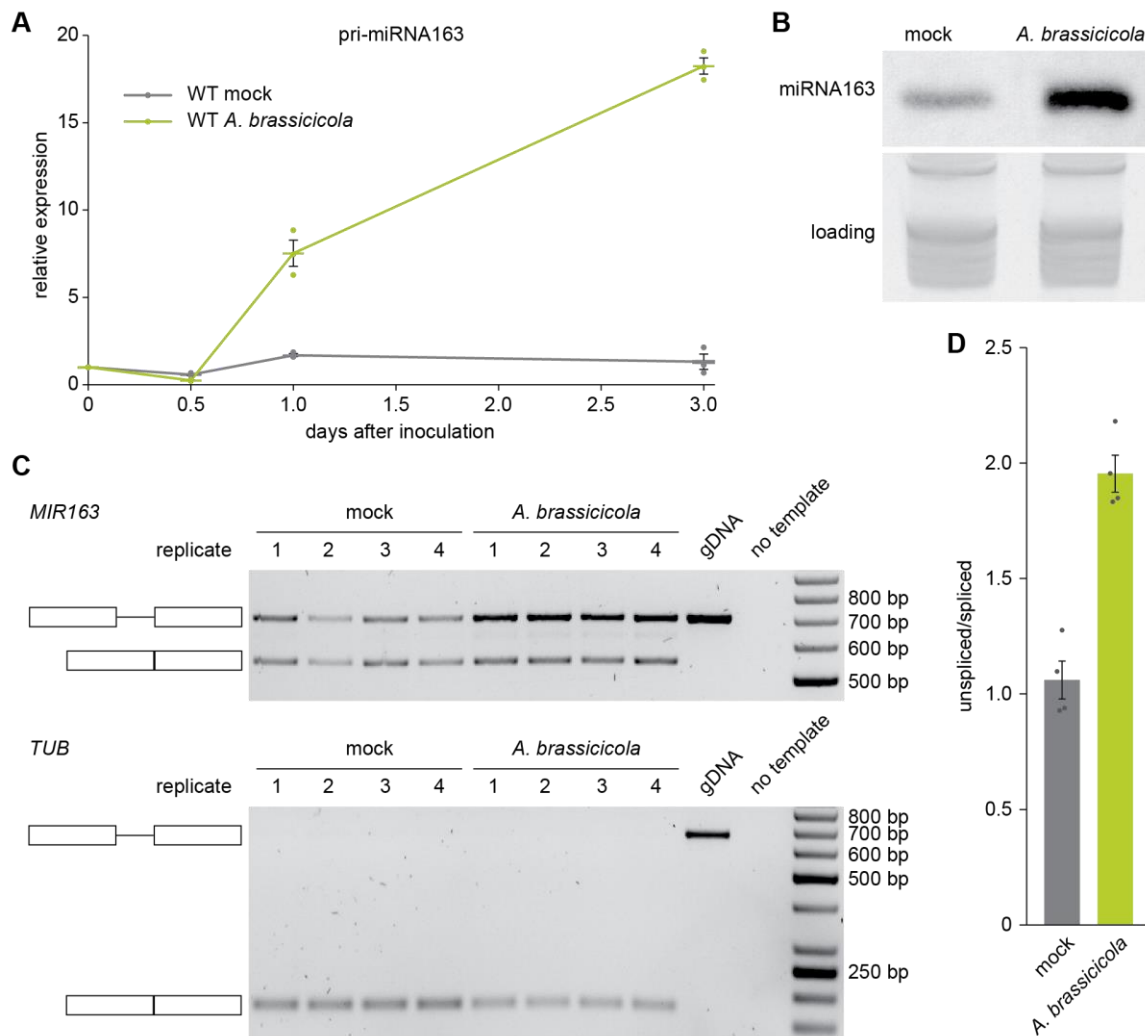 A
pri-miRNA163
20
15
10
5
0
relative expression
WT mock
WT A. brassicicola
0 0.5 1.0 1.5 2.0 2.5 3.0
days after inoculation
B
mock A. brassicicola
miRNA163
loading
C
MIR163
mock A. brassicicola gDNA no template
replicate 1 2 3 4 1 2 3 4
800 bp
700 bp
600 bp
500 bp
TUB
mock A. brassicicola gDNA no template
replicate 1 2 3 4 1 2 3 4
800 bp
700 bp
600 bp
500 bp
250 bp
D
2.5
2.0
1.5
1.0
0.5
0
unspliced/spliced
mock A. brassicicola